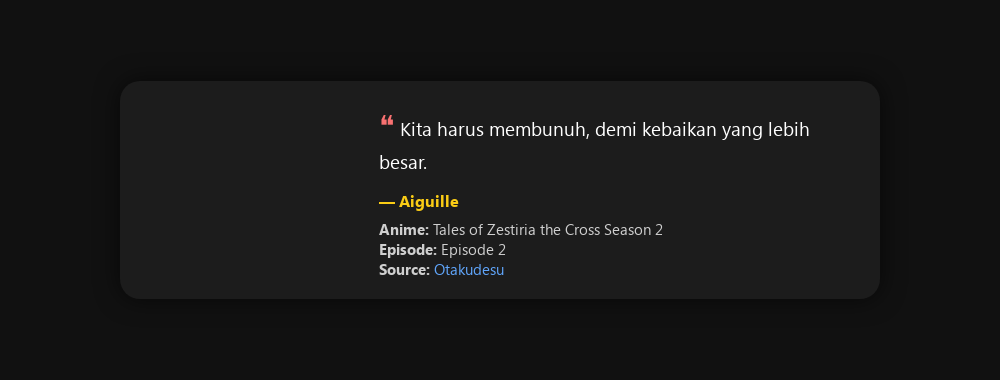 ❝ Kita harus membunuh, demi kebaikan yang lebih
besar.
— Aiguille
Anime: Tales of Zestiria the Cross Season 2
Episode: Episode 2
Source: Otakudesu